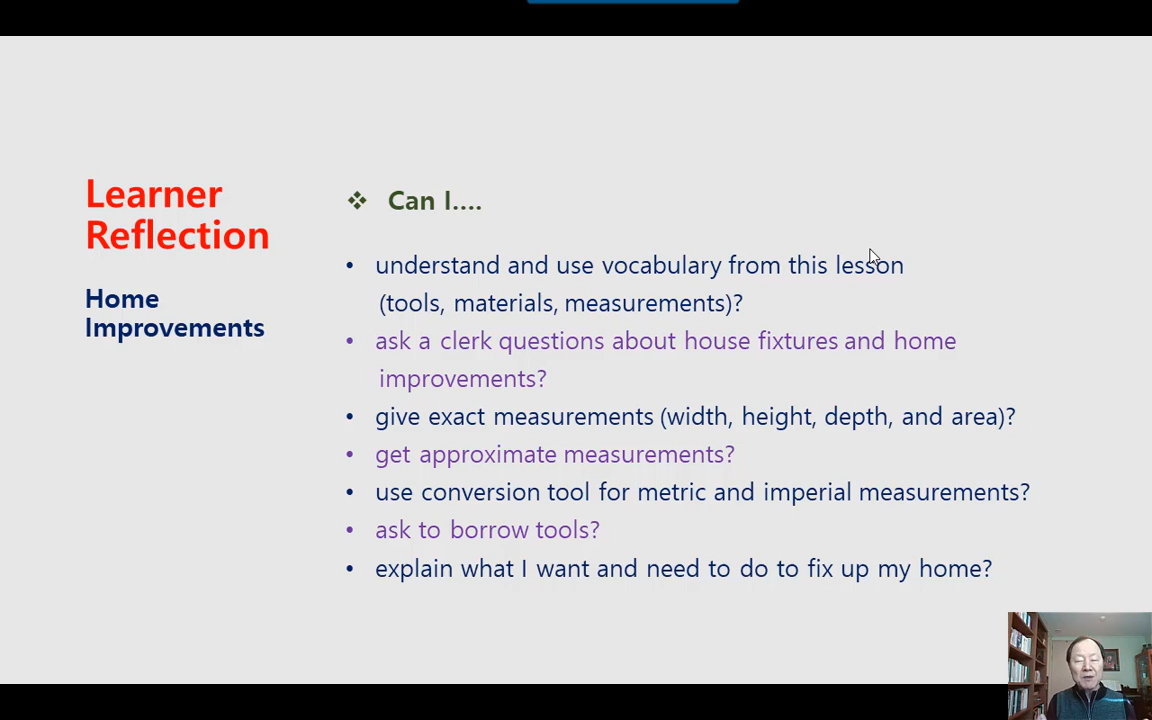 Learner
Reflection
Home
Improvements
❖ Can I....
• understand and use vocabulary from this lesson
(tools, materials, measurements)?
• ask a clerk questions about house fixtures and home
improvements?
• give exact measurements (width, height, depth, and area)?
• get approximate measurements?
• use conversion tool for metric and imperial measurements?
• ask to borrow tools?
• explain what I want and need to do to fix up my home?